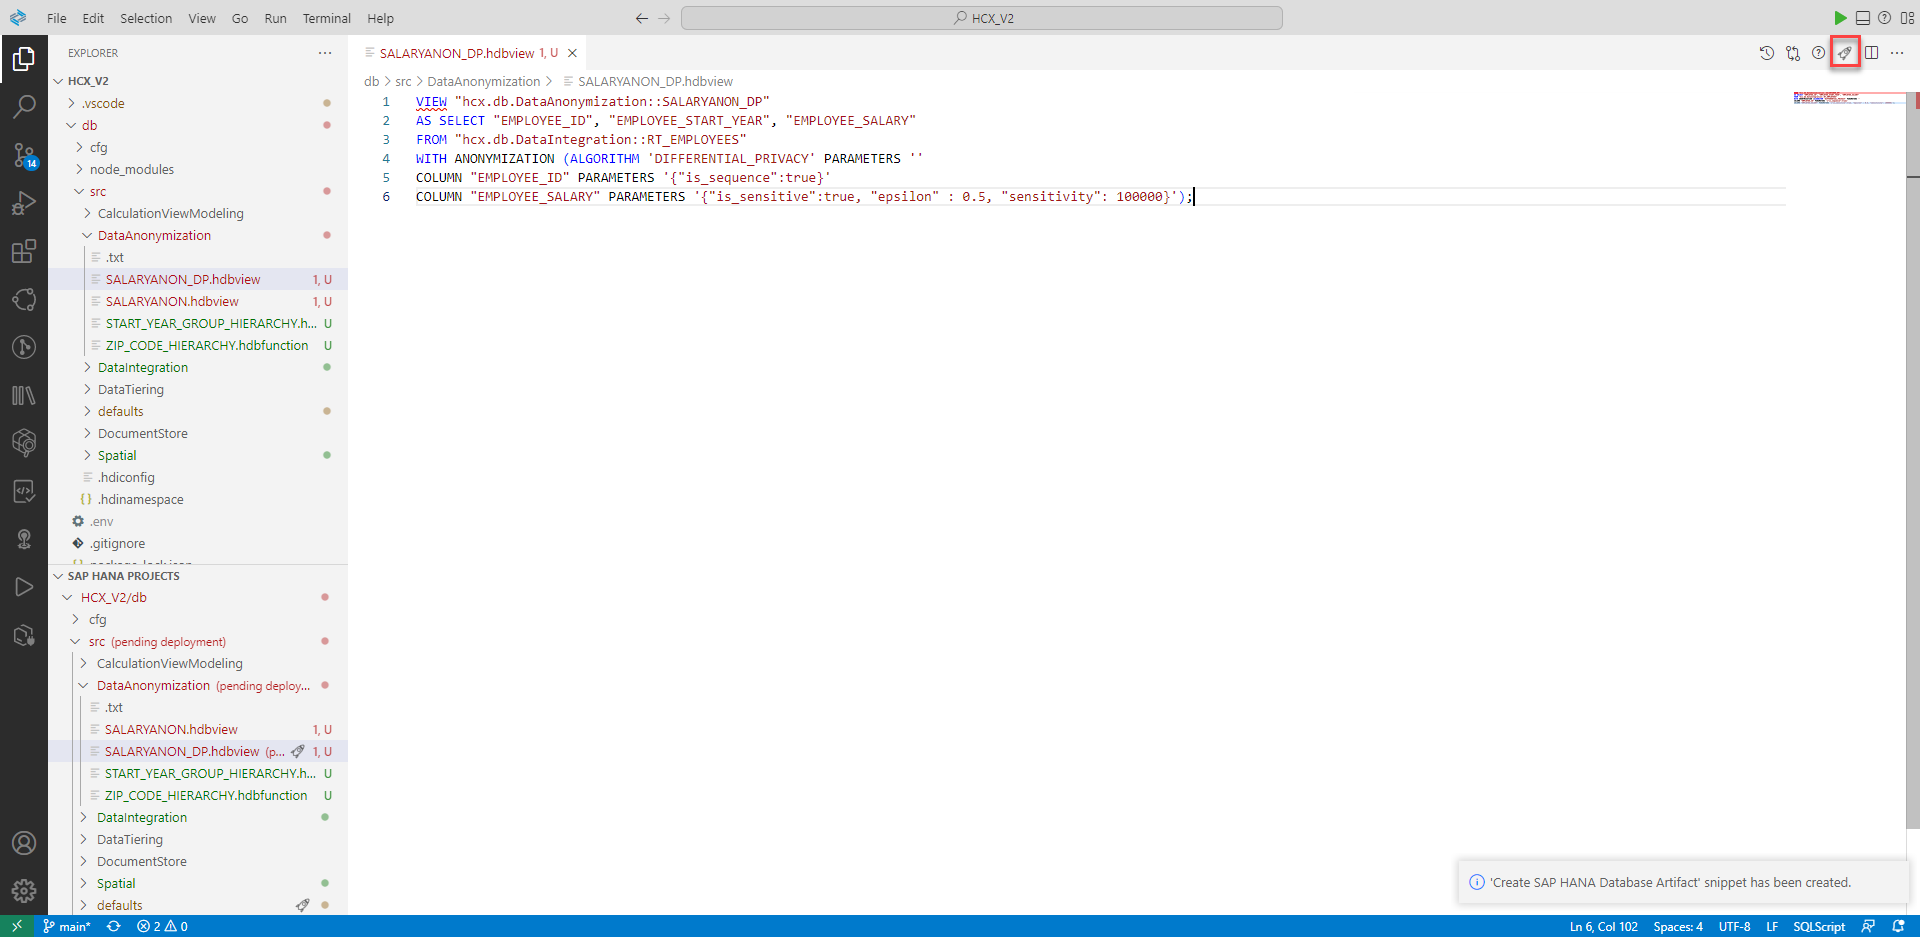 File Edit Selection View Go Run Terminal Help
HCX_V2
EXPLORER
HCX_V2
.vscode
db
cfg
node_modules
src
CalculationViewModeling
DataAnonymization
.txt
SALARYANON_DP.hdbview 1, U
SALARYANON.hdbview 1, U
START_YEAR_GROUP_HIERARCHY.h... U
ZIP_CODE_HIERARCHY.hdbfunction U
DataIntegration
DataTiering
defaults
DocumentStore
Spatial
.hdiconfig
{} .hdinamespace
.env
.gitignore
SAP HANA PROJECTS
HCX_V2/db
cfg
src (pending deployment)
CalculationViewModeling
DataAnonymization (pending deploy...
.txt
SALARYANON.hdbview 1, U
SALARYANON_DP.hdbview (p... 1, U
START_YEAR_GROUP_HIERARCHY.h... U
ZIP_CODE_HIERARCHY.hdbfunction U
DataIntegration
DataTiering
DocumentStore
Spatial
defaults
14
SALARYANON_DP.hdbview 1, U
db > src > DataAnonymization > SALARYANON_DP.hdbview
1 VIEW "hcx.db.DataAnonymization::SALARYANON_DP"
2 AS SELECT "EMPLOYEE_ID", "EMPLOYEE_START_YEAR", "EMPLOYEE_SALARY"
3 FROM "hcx.db.DataIntegration::RT_EMPLOYEES"
4 WITH ANONYMIZATION (ALGORITHM 'DIFFERENTIAL_PRIVACY' PARAMETERS ''
5 COLUMN "EMPLOYEE_ID" PARAMETERS '{"is_sequence":true}'
6 COLUMN "EMPLOYEE_SALARY" PARAMETERS '{"is_sensitive":true, "epsilon" : 0.5, "sensitivity": 100000}');
'Create SAP HANA Database Artifact' snippet has been created.
main* 2 0
Ln 6, Col 102 Spaces: 4 UTF-8 LF SQLScript